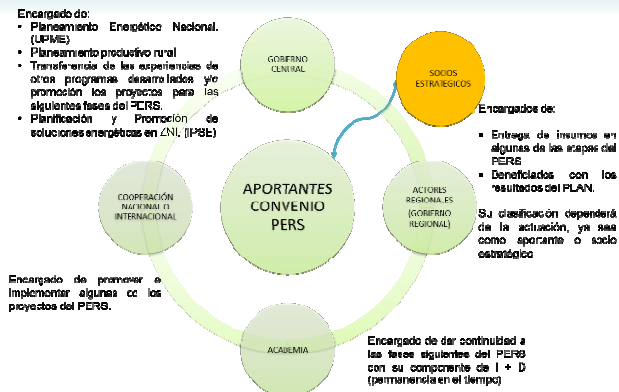 Encargado de:
• Planeamiento Energético Nacional.
(UPME)
• Planeamiento productivo rural
• Transferencia de las experiencias de
otros programas desarrollados y/o
promoción los proyectos para las
siguientes fases del PERS.
• Planificación y Promoción de
soluciones energéticas en ZNI. (IPSE)
GOBIERNO
CENTRAL
SOCIOS
ESTRATEGICOS
Encargados de:
▪ Entrega de insumos en
algunas de las etapas del
PERS
▪ Beneficiados con los
resultados del PLAN.
Su clasificación dependerá
de la actuación, ya sea
como aportante o socio
estratégico
COOPERACIÓN
NACIONAL O
INTERNACIONAL
APORTANTES
CONVENIO
PERS
ACTORES
REGIONALES
(GOBIERNO
REGIONAL)
Encargado de promover e
implementar algunas de los
proyectos del PERS.
ACADEMIA
Encargado de dar continuidad a
las fases siguientes del PERS
con su componente de I + D
(permanencia en el tiempo)